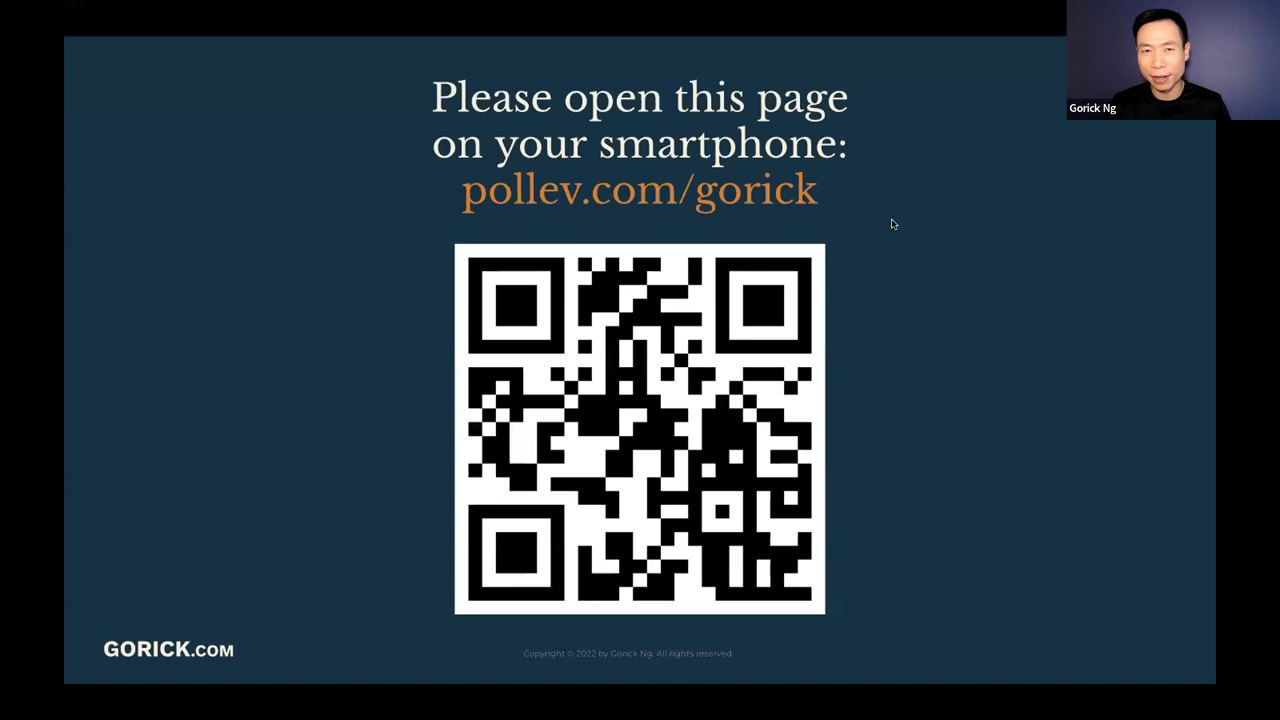 Please open this page
on your smartphone:
pollev.com/gorick
Gorick Ng
GORICK.COM
Copyright © 2022 by Gorick Ng. All rights reserved